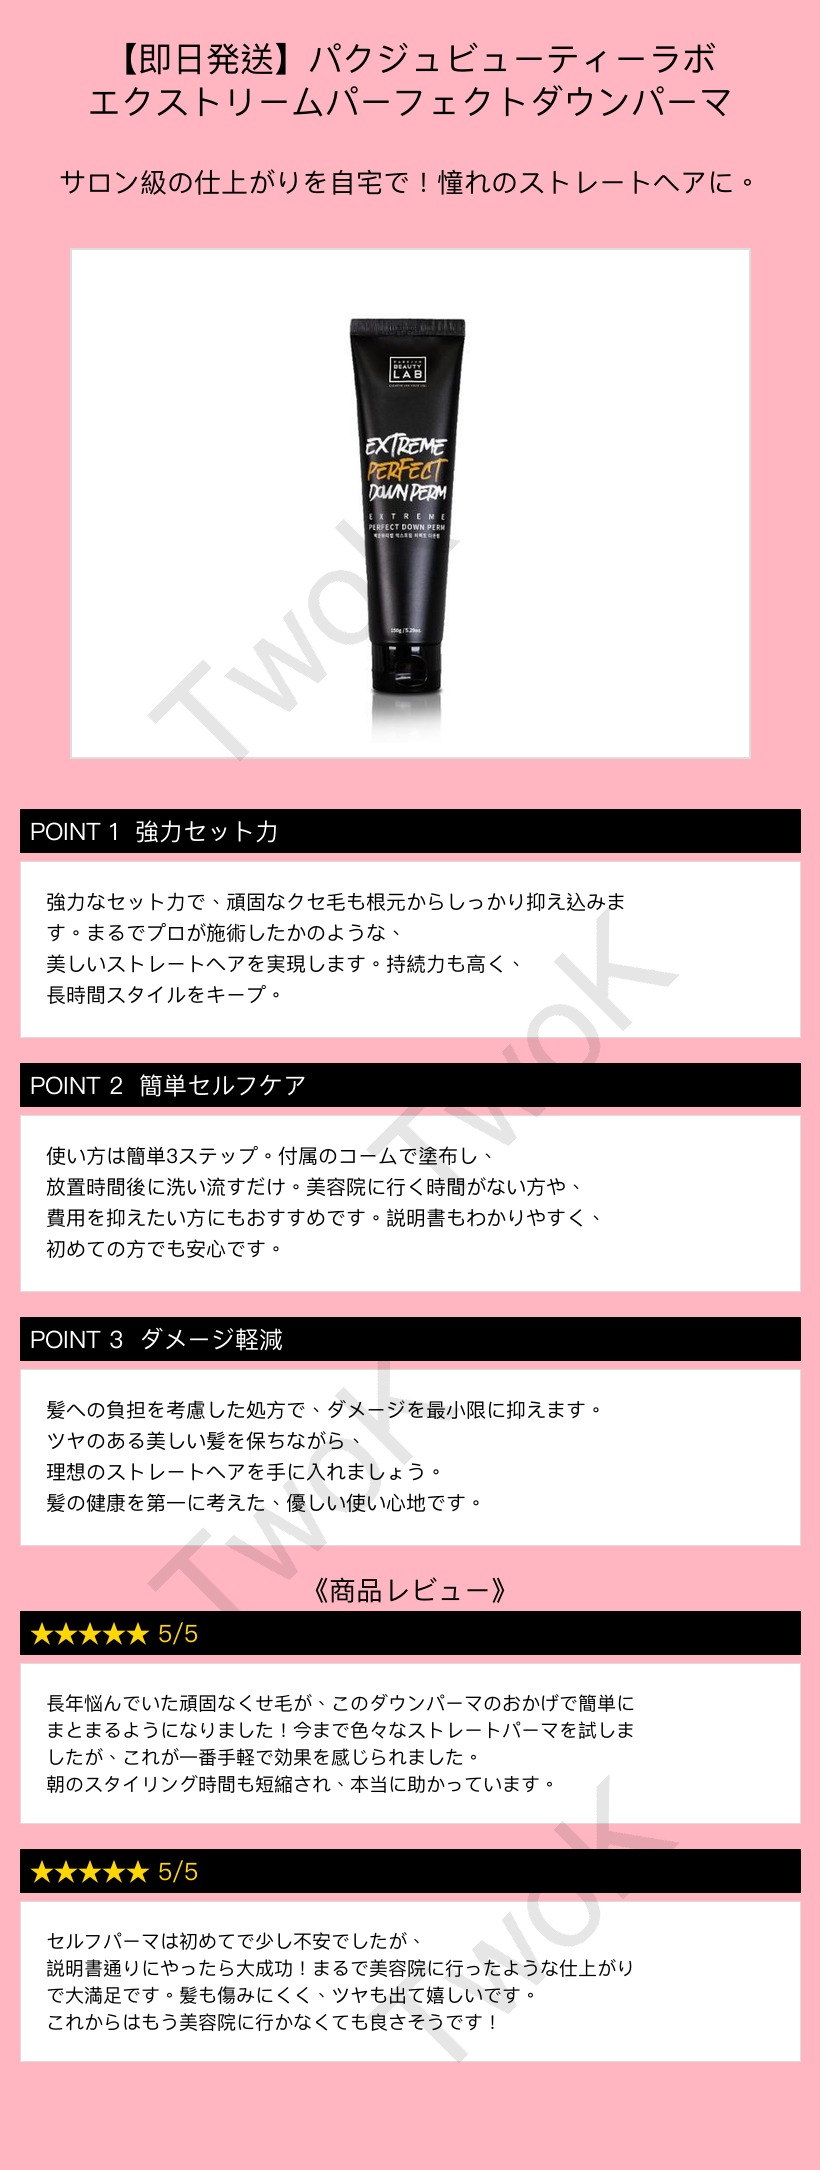 【即日発送】パクジュビューティーラボ
エクストリームパーフェクトダウンパーマ
サロン級の仕上がりを自宅で！憧れのストレートヘアに。
BEAUTY
LAB
EXTREME
PERFECT
DOWN PERM
EXTREME
PERFECT DOWN PERM
150g / 5.29oz.
TwoK
POINT 1 強力セット力
強力なセット力で、頑固なクセ毛も根元からしっかり抑え込みま
す。まるでプロが施術したかのような、
美しいストレートヘアを実現します。持続力も高く、
長時間スタイルをキープ。
TwoK
POINT 2 簡単セルフケア
使い方は簡単3ステップ。付属のコームで塗布し、
放置時間後に洗い流すだけ。美容院に行く時間がない方や、
費用を抑えたい方にもおすすめです。説明書もわかりやすく、
初めての方でも安心です。
POINT 3 ダメージ軽減
髪への負担を考慮した処方で、ダメージを最小限に抑えます。
ツヤのある美しい髪を保ちながら、
理想のストレートヘアを手に入れましょう。
髪の健康を第一に考えた、優しい使い心地です。
TwoK
《商品レビュー》
★★★★★ 5/5
長年悩んでいた頑固なくせ毛が、このダウンパーマのおかげで簡単に
まとまるようになりました！今まで色々なストレートパーマを試しま
したが、これが一番手軽で効果を感じられました。
朝のスタイリング時間も短縮され、本当に助かっています。
★★★★★ 5/5
セルフパーマは初めてで少し不安でしたが、
説明書通りにやったら大成功！まるで美容院に行ったような仕上がり
で大満足です。髪も傷みにくく、ツヤも出て嬉しいです。
これからはもう美容院に行かなくても良さそうです！
TwoK